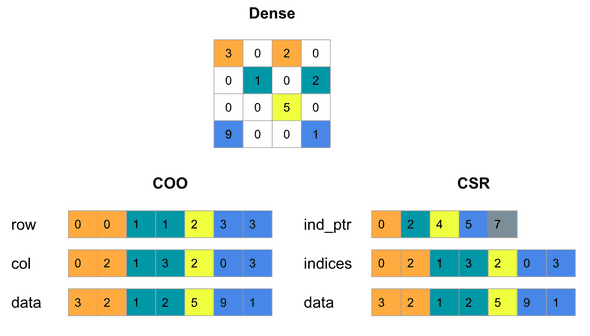 Dense
3 0 2 0
0 1 0 2
0 0 5 0
9 0 0 1
COO
row 0 0 1 1 2 3 3
col 0 2 1 3 2 0 3
data 3 2 1 2 5 9 1
CSR
ind_ptr 0 2 4 5 7
indices 0 2 1 3 2 0 3
data 3 2 1 2 5 9 1